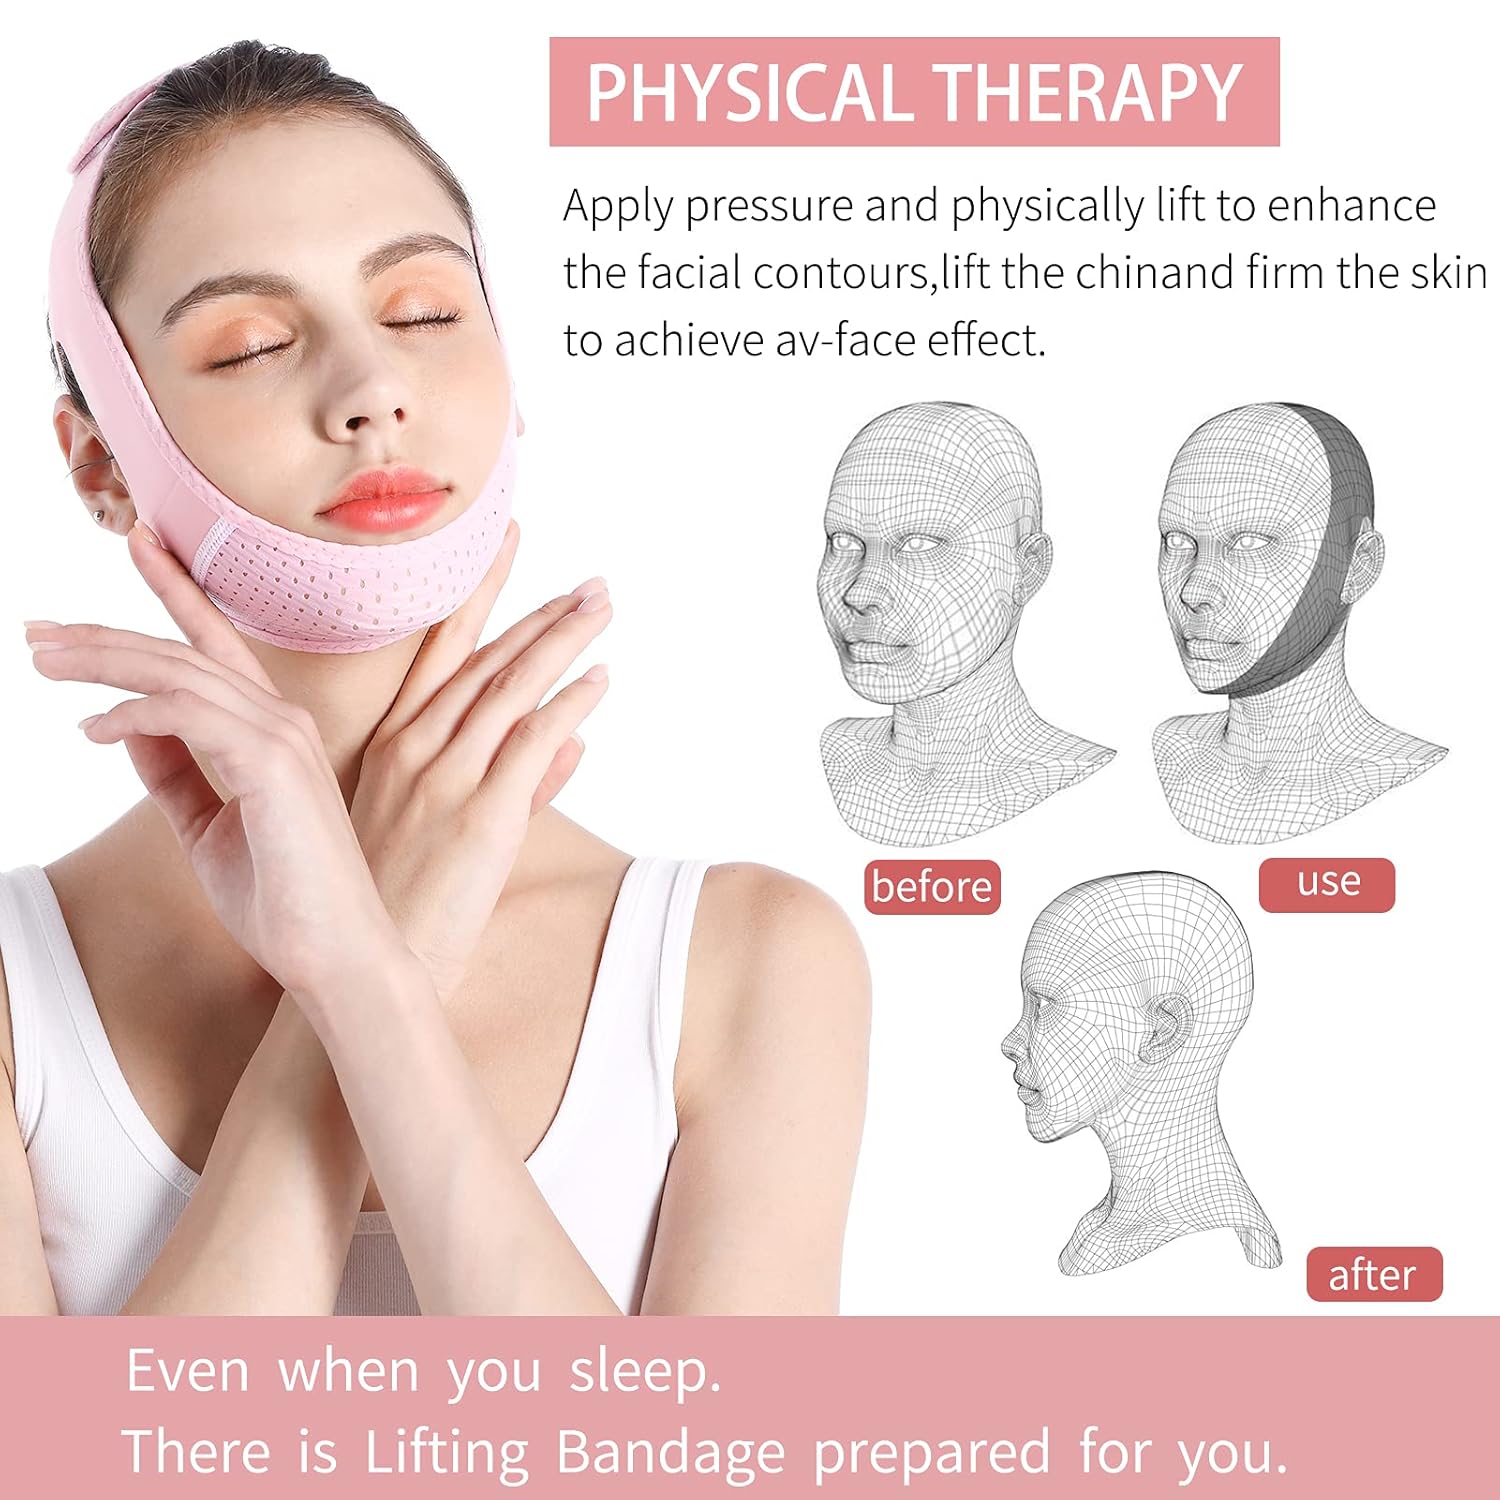 PHYSICAL THERAPY
Apply pressure and physically lift to enhance
the facial contours,lift the chinand firm the skin
to achieve av-face effect.
before
use
after
Even when you sleep.
There is Lifting Bandage prepared for you.